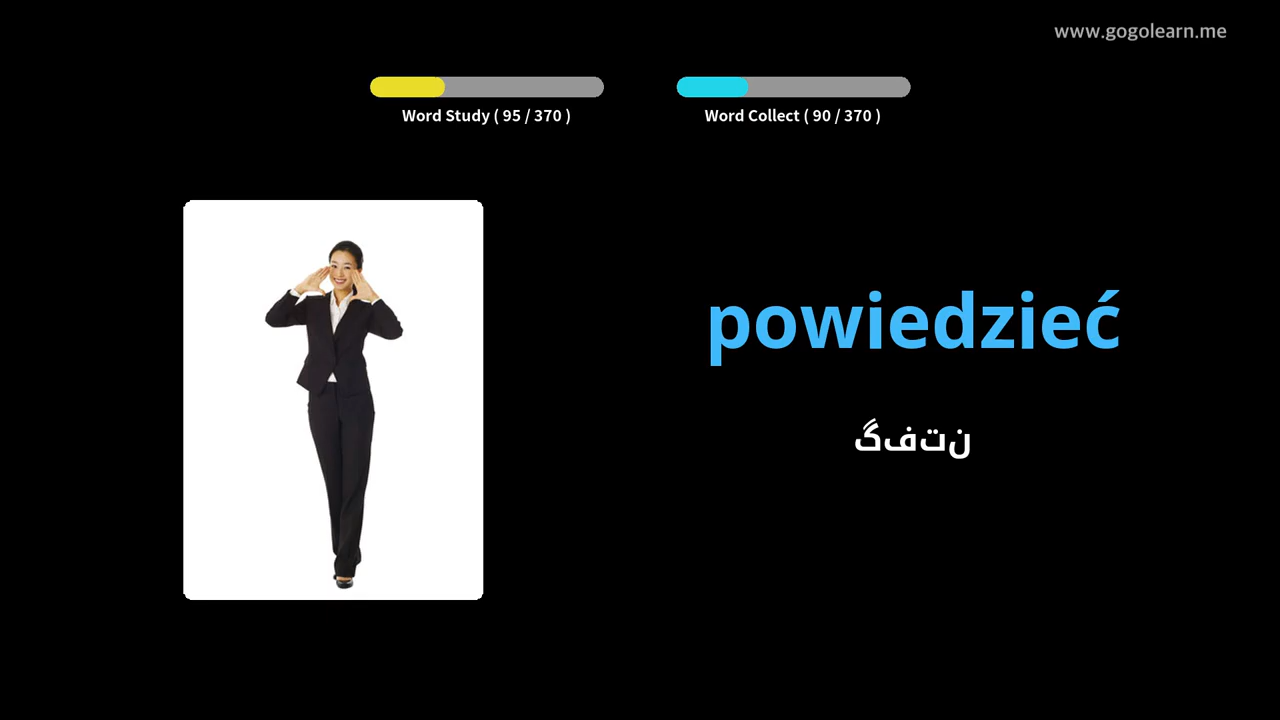 www.gogolearn.me
Word Study ( 95 / 370 )
Word Collect ( 90 / 370 )
powiedzieć
گفتن